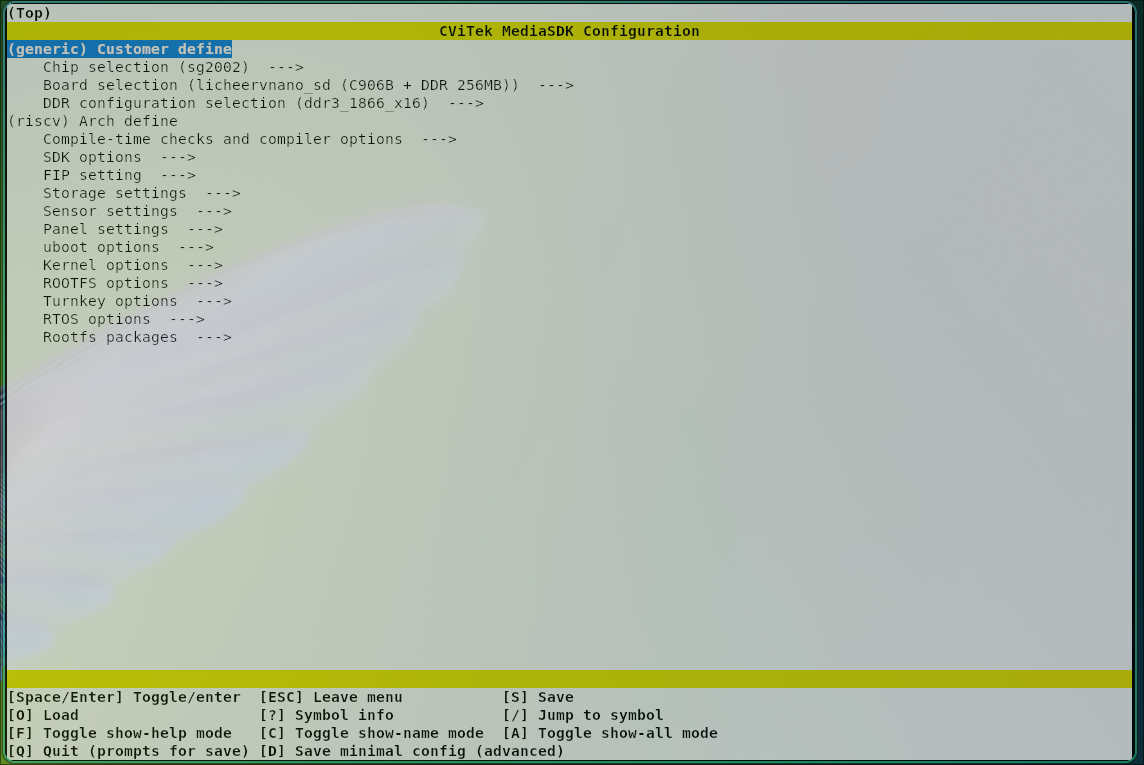 (Top)
CViTek MediaSDK Configuration
(generic) Customer define
    Chip selection (sg2002)  --->
    Board selection (licheervnano_sd (C906B + DDR 256MB))  --->
    DDR configuration selection (ddr3_1866_x16)  --->
(riscv) Arch define
    Compile-time checks and compiler options  --->
    SDK options  --->
    FIP setting  --->
    Storage settings  --->
    Sensor settings  --->
    Panel settings  --->
    uboot options  --->
    Kernel options  --->
    ROOTFS options  --->
    Turnkey options  --->
    RTOS options  --->
    Rootfs packages  --->
[Space/Enter] Toggle/enter  [ESC] Leave menu           [S] Save
[O] Load                    [?] Symbol info            [/] Jump to symbol
[F] Toggle show-help mode   [C] Toggle show-name mode  [A] Toggle show-all mode
[Q] Quit (prompts for save) [D] Save minimal config (advanced)